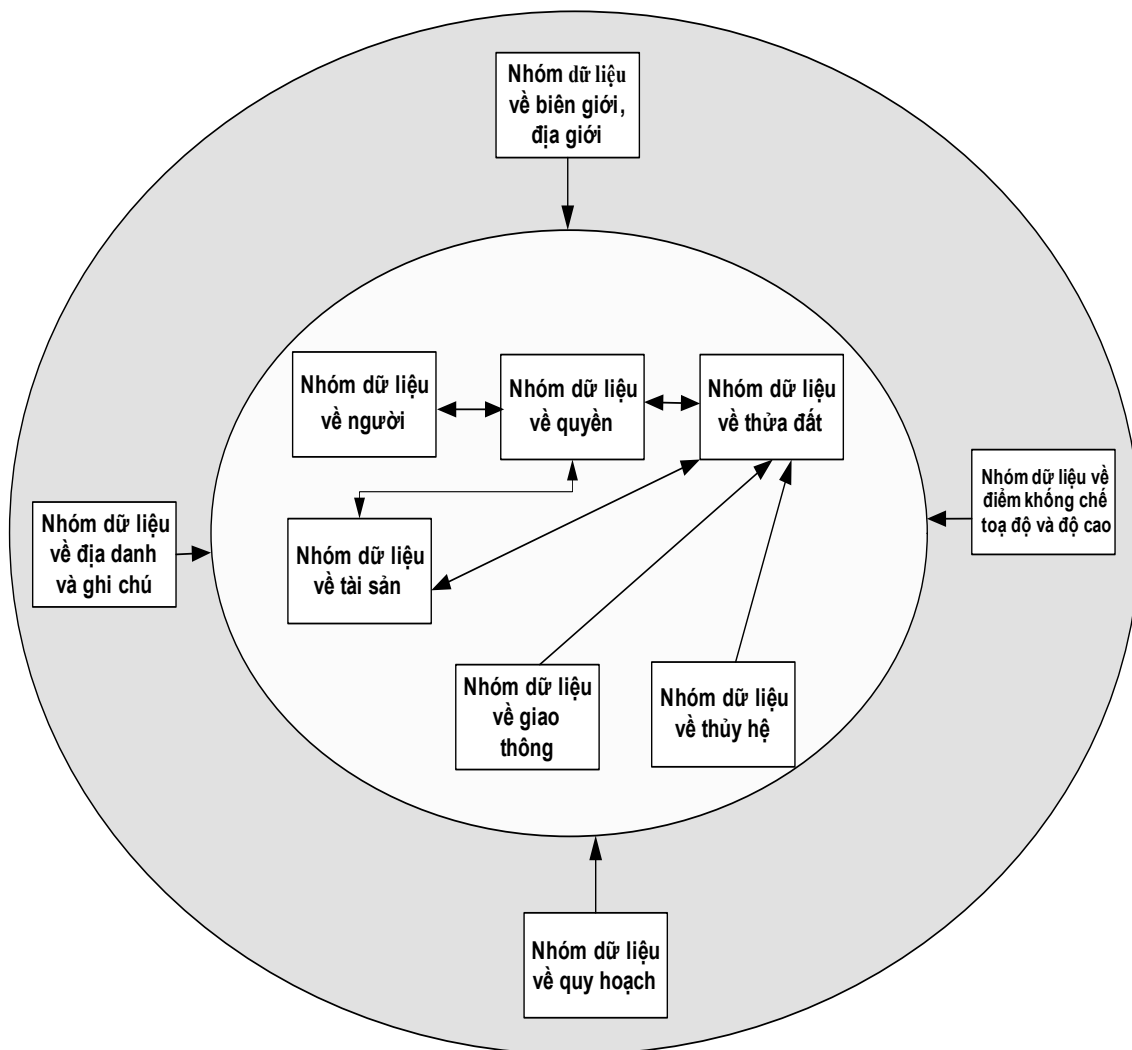 Nhóm dữ liệu
về biên giới,
địa giới
Nhóm dữ liệu
về người
Nhóm dữ liệu
về quyền
Nhóm dữ liệu
về thửa đất
Nhóm dữ liệu về
điểm khống chế
toạ độ và độ cao
Nhóm dữ liệu
về địa danh
và ghi chú
Nhóm dữ liệu
về tài sản
Nhóm dữ liệu
về giao
thông
Nhóm dữ liệu
về thủy hệ
Nhóm dữ liệu
về quy hoạch